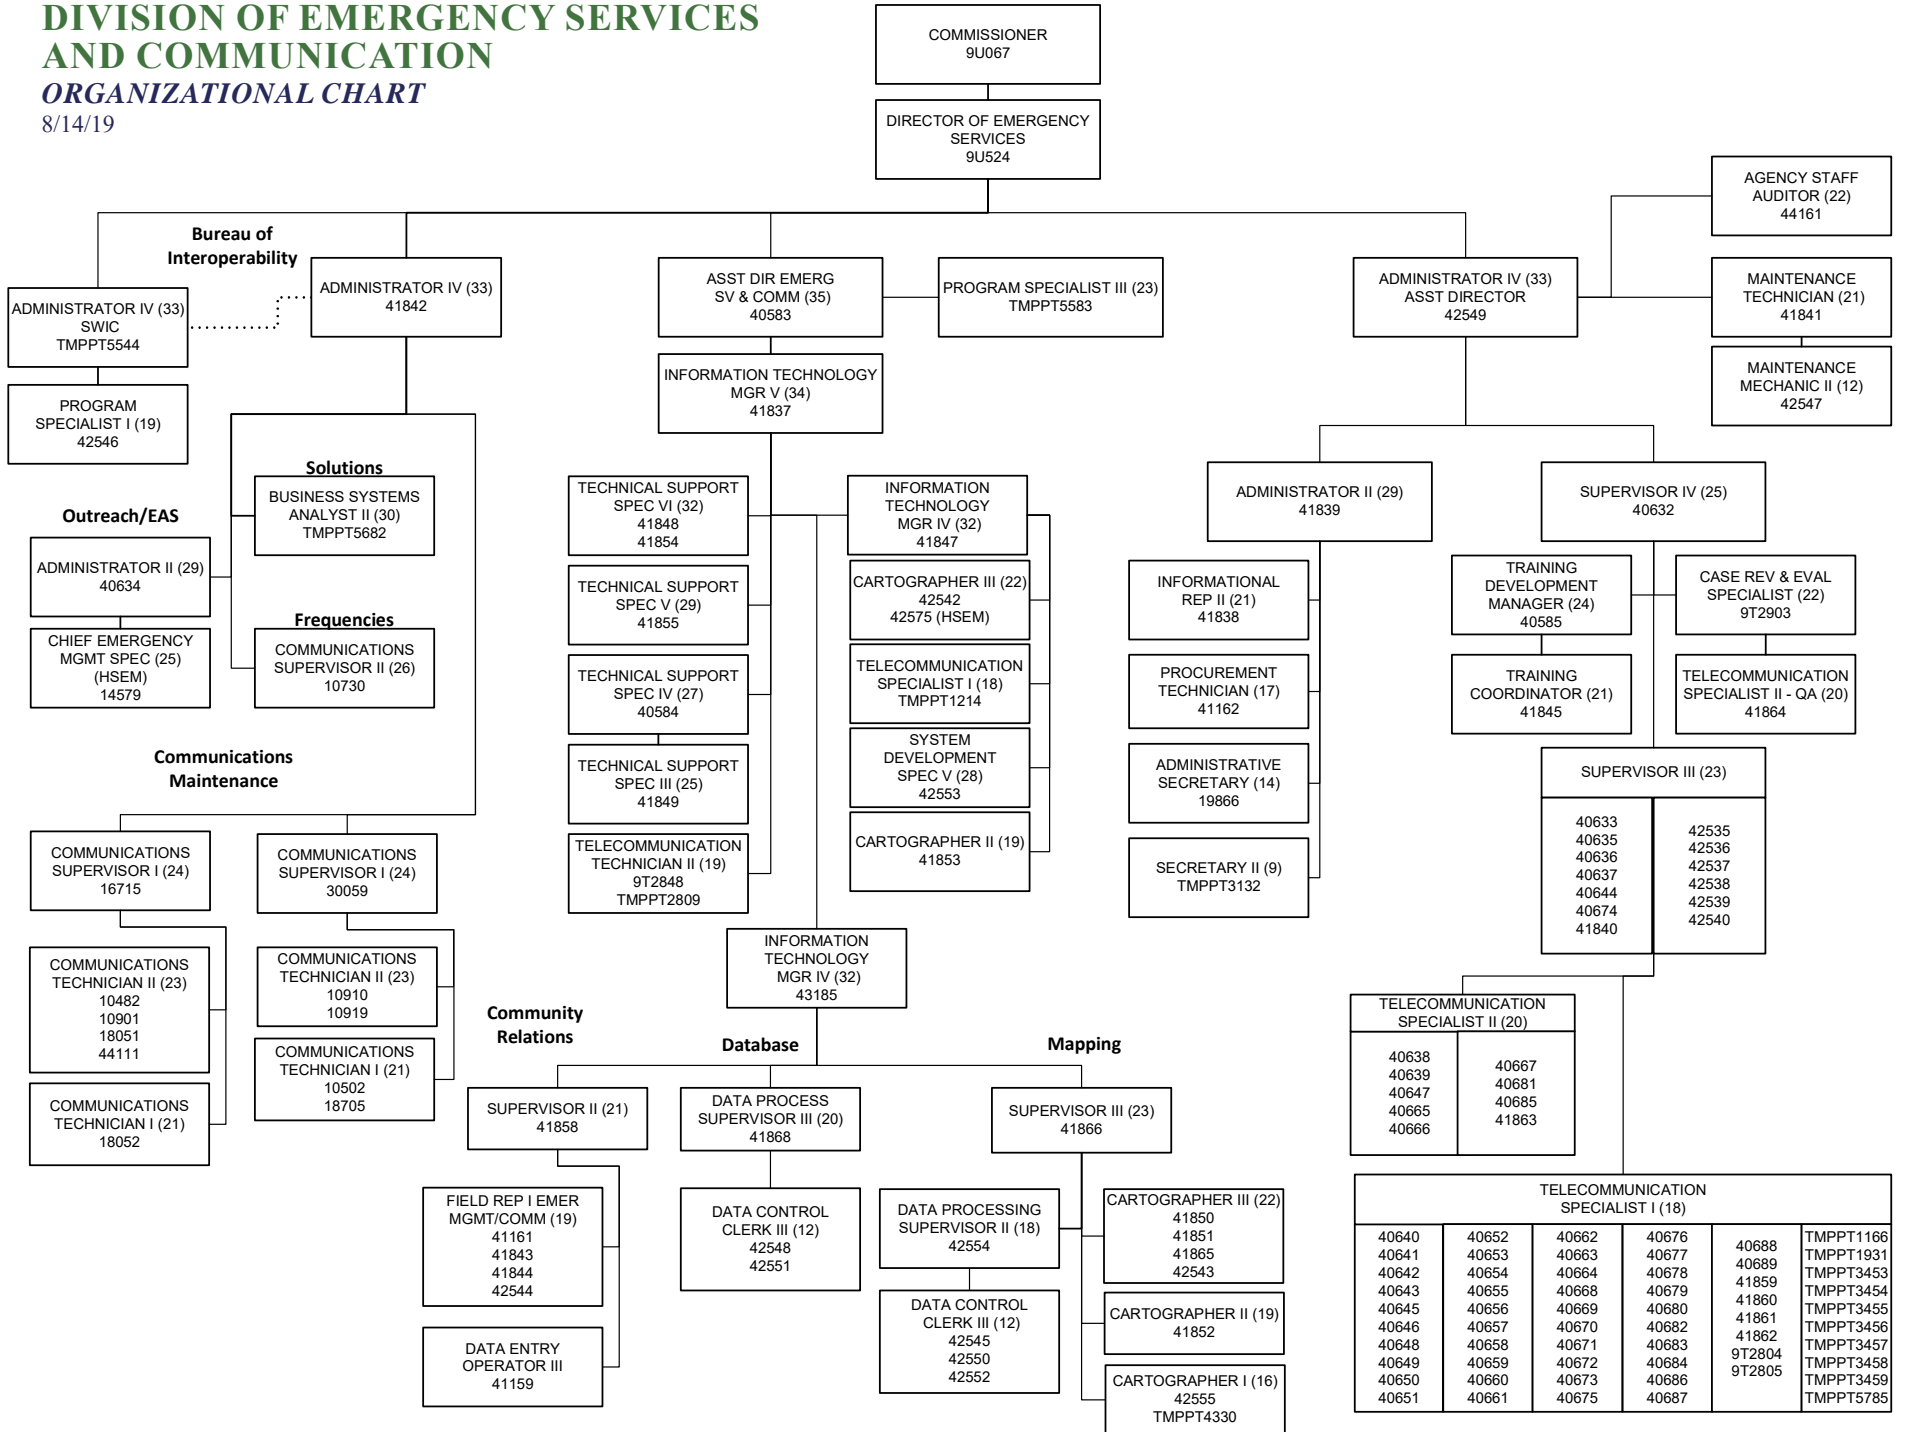 DIVISION OF EMERGENCY SERVICES
AND COMMUNICATION
ORGANIZATIONAL CHART
8/14/19
COMMISSIONER
9U067
DIRECTOR OF EMERGENCY
SERVICES
9U524
AGENCY STAFF
AUDITOR (22)
44161
Bureau of
Interoperability
ADMINISTRATOR IV (33)
SWIC
TMPPT5544
ADMINISTRATOR IV (33)
41842
ASST DIR EMERG
SV & COMM (35)
40583
PROGRAM SPECIALIST III (23)
TMPPT5583
ADMINISTRATOR IV (33)
ASST DIRECTOR
42549
MAINTENANCE
TECHNICIAN (21)
41841
MAINTENANCE
MECHANIC II (12)
42547
PROGRAM
SPECIALIST I (19)
42546
INFORMATION TECHNOLOGY
MGR V (34)
41837
Solutions
BUSINESS SYSTEMS
ANALYST II (30)
TMPPT5682
Outreach/EAS
ADMINISTRATOR II (29)
40634
CHIEF EMERGENCY
MGMT SPEC (25)
(HSEM)
14579
Frequencies
COMMUNICATIONS
SUPERVISOR II (26)
10730
TECHNICAL SUPPORT
SPEC VI (32)
41848
41854
TECHNICAL SUPPORT
SPEC V (29)
41855
TECHNICAL SUPPORT
SPEC IV (27)
40584
TECHNICAL SUPPORT
SPEC III (25)
41849
TELECOMMUNICATION
TECHNICIAN II (19)
9T2848
TMPPT2809
INFORMATION
TECHNOLOGY
MGR IV (32)
41847
CARTOGRAPHER III (22)
42542
42575 (HSEM)
TELECOMMUNICATION
SPECIALIST I (18)
TMPPT1214
SYSTEM
DEVELOPMENT
SPEC V (28)
42553
CARTOGRAPHER II (19)
41853
ADMINISTRATOR II (29)
41839
INFORMATIONAL
REP II (21)
41838
PROCUREMENT
TECHNICIAN (17)
41162
ADMINISTRATIVE
SECRETARY (14)
19866
SECRETARY II (9)
TMPPT3132
SUPERVISOR IV (25)
40632
TRAINING
DEVELOPMENT
MANAGER (24)
40585
CASE REV & EVAL
SPECIALIST (22)
9T2903
TRAINING
COORDINATOR (21)
41845
TELECOMMUNICATION
SPECIALIST II - QA (20)
41864
SUPERVISOR III (23)
40633
40635
40636
40637
40644
40674
41840
42535
42536
42537
42538
42539
42540
Communications
Maintenance
COMMUNICATIONS
SUPERVISOR I (24)
16715
COMMUNICATIONS
SUPERVISOR I (24)
30059
COMMUNICATIONS
TECHNICIAN II (23)
10482
10901
18051
44111
COMMUNICATIONS
TECHNICIAN I (21)
18052
COMMUNICATIONS
TECHNICIAN II (23)
10910
10919
COMMUNICATIONS
TECHNICIAN I (21)
10502
18705
INFORMATION
TECHNOLOGY
MGR IV (32)
43185
Community
Relations
Database
Mapping
SUPERVISOR II (21)
41858
DATA PROCESS
SUPERVISOR III (20)
41868
SUPERVISOR III (23)
41866
FIELD REP I EMER
MGMT/COMM (19)
41161
41843
41844
42544
DATA ENTRY
OPERATOR III
41159
DATA CONTROL
CLERK III (12)
42548
42551
DATA PROCESSING
SUPERVISOR II (18)
42554
DATA CONTROL
CLERK III (12)
42545
42550
42552
CARTOGRAPHER III (22)
41850
41851
41865
42543
CARTOGRAPHER II (19)
41852
CARTOGRAPHER I (16)
42555
TMPPT4330
TELECOMMUNICATION
SPECIALIST II (20)
40638
40639
40647
40665
40666
40667
40681
40685
41863
TELECOMMUNICATION
SPECIALIST I (18)
40640
40641
40642
40643
40645
40646
40648
40649
40650
40651
40652
40653
40654
40655
40656
40657
40658
40659
40660
40661
40662
40663
40664
40668
40669
40670
40671
40672
40673
40675
40676
40677
40678
40679
40680
40682
40683
40684
40686
40687
40688
40689
41859
41860
41861
41862
9T2804
9T2805
TMPPT1166
TMPPT1931
TMPPT3453
TMPPT3454
TMPPT3455
TMPPT3456
TMPPT3457
TMPPT3458
TMPPT3459
TMPPT5785